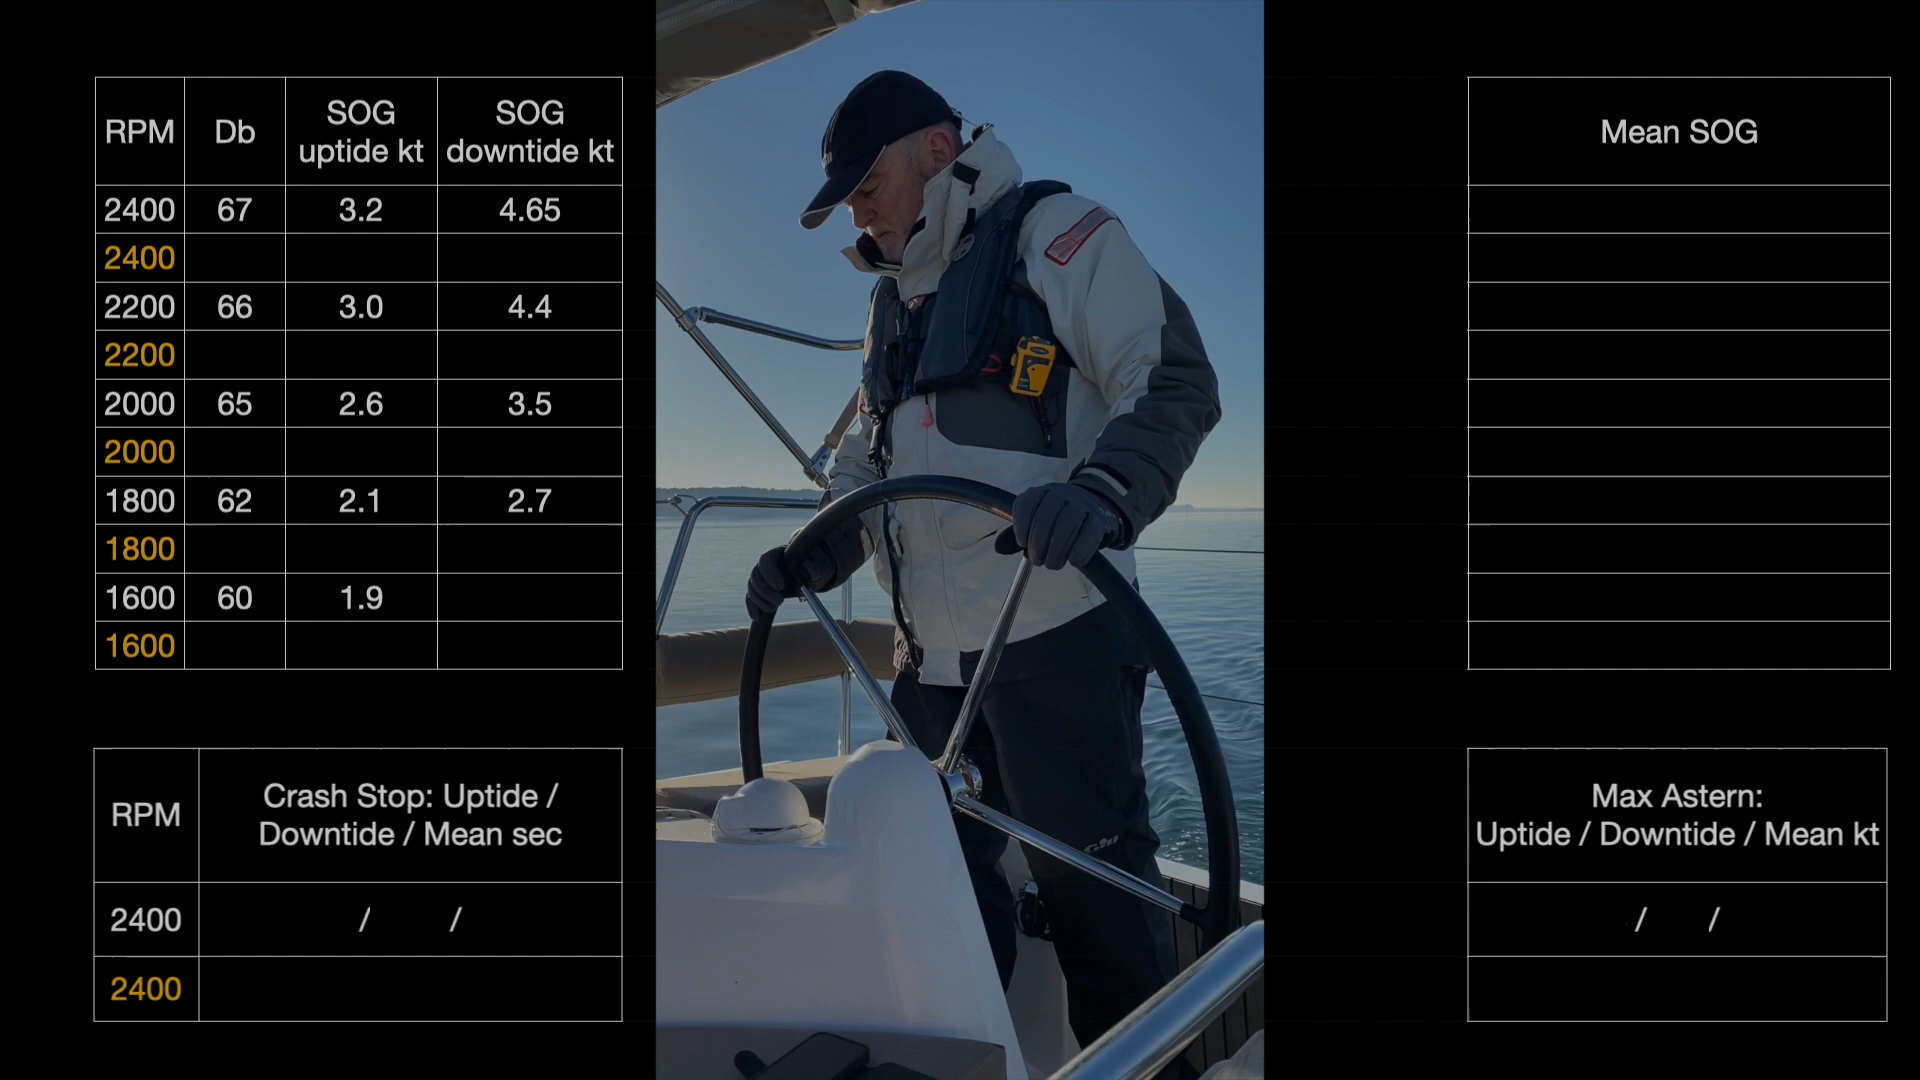 RPM Db SOG uptide kt SOG downtide kt
2400 67 3.2 4.65
2400
2200 66 3.0 4.4
2200
2000 65 2.6 3.5
2000
1800 62 2.1 2.7
1800
1600 60 1.9
1600
Mean SOG
RPM Crash Stop: Uptide /
Downtide / Mean sec
2400 / /
2400
Max Astern:
Uptide / Downtide / Mean kt
/ /
Gill